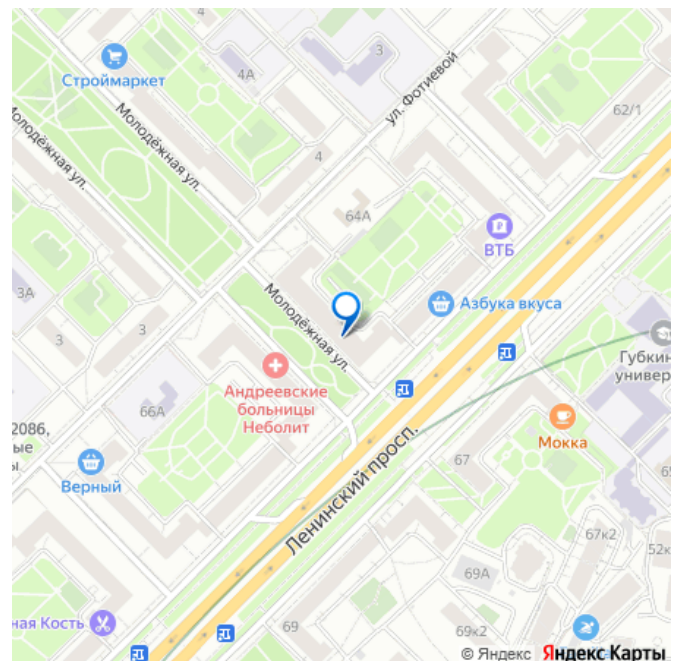 Строймаркет
3
4А
ул. Фотиевой
62/1
Молодёжная ул.
Молодёжная ул.
4
64А
ВТБ
3А
Молодёжная ул.
Азбука вкуса
3
3
Губкин
универ
Андреевские
больницы
Неболит
66А
2086,
ые
ы
Мокка
Верный
67
Ленинский просп.
65
67к2
52к
69А
ная Кость
69
69к2
© Яндекс Яндекс Карты